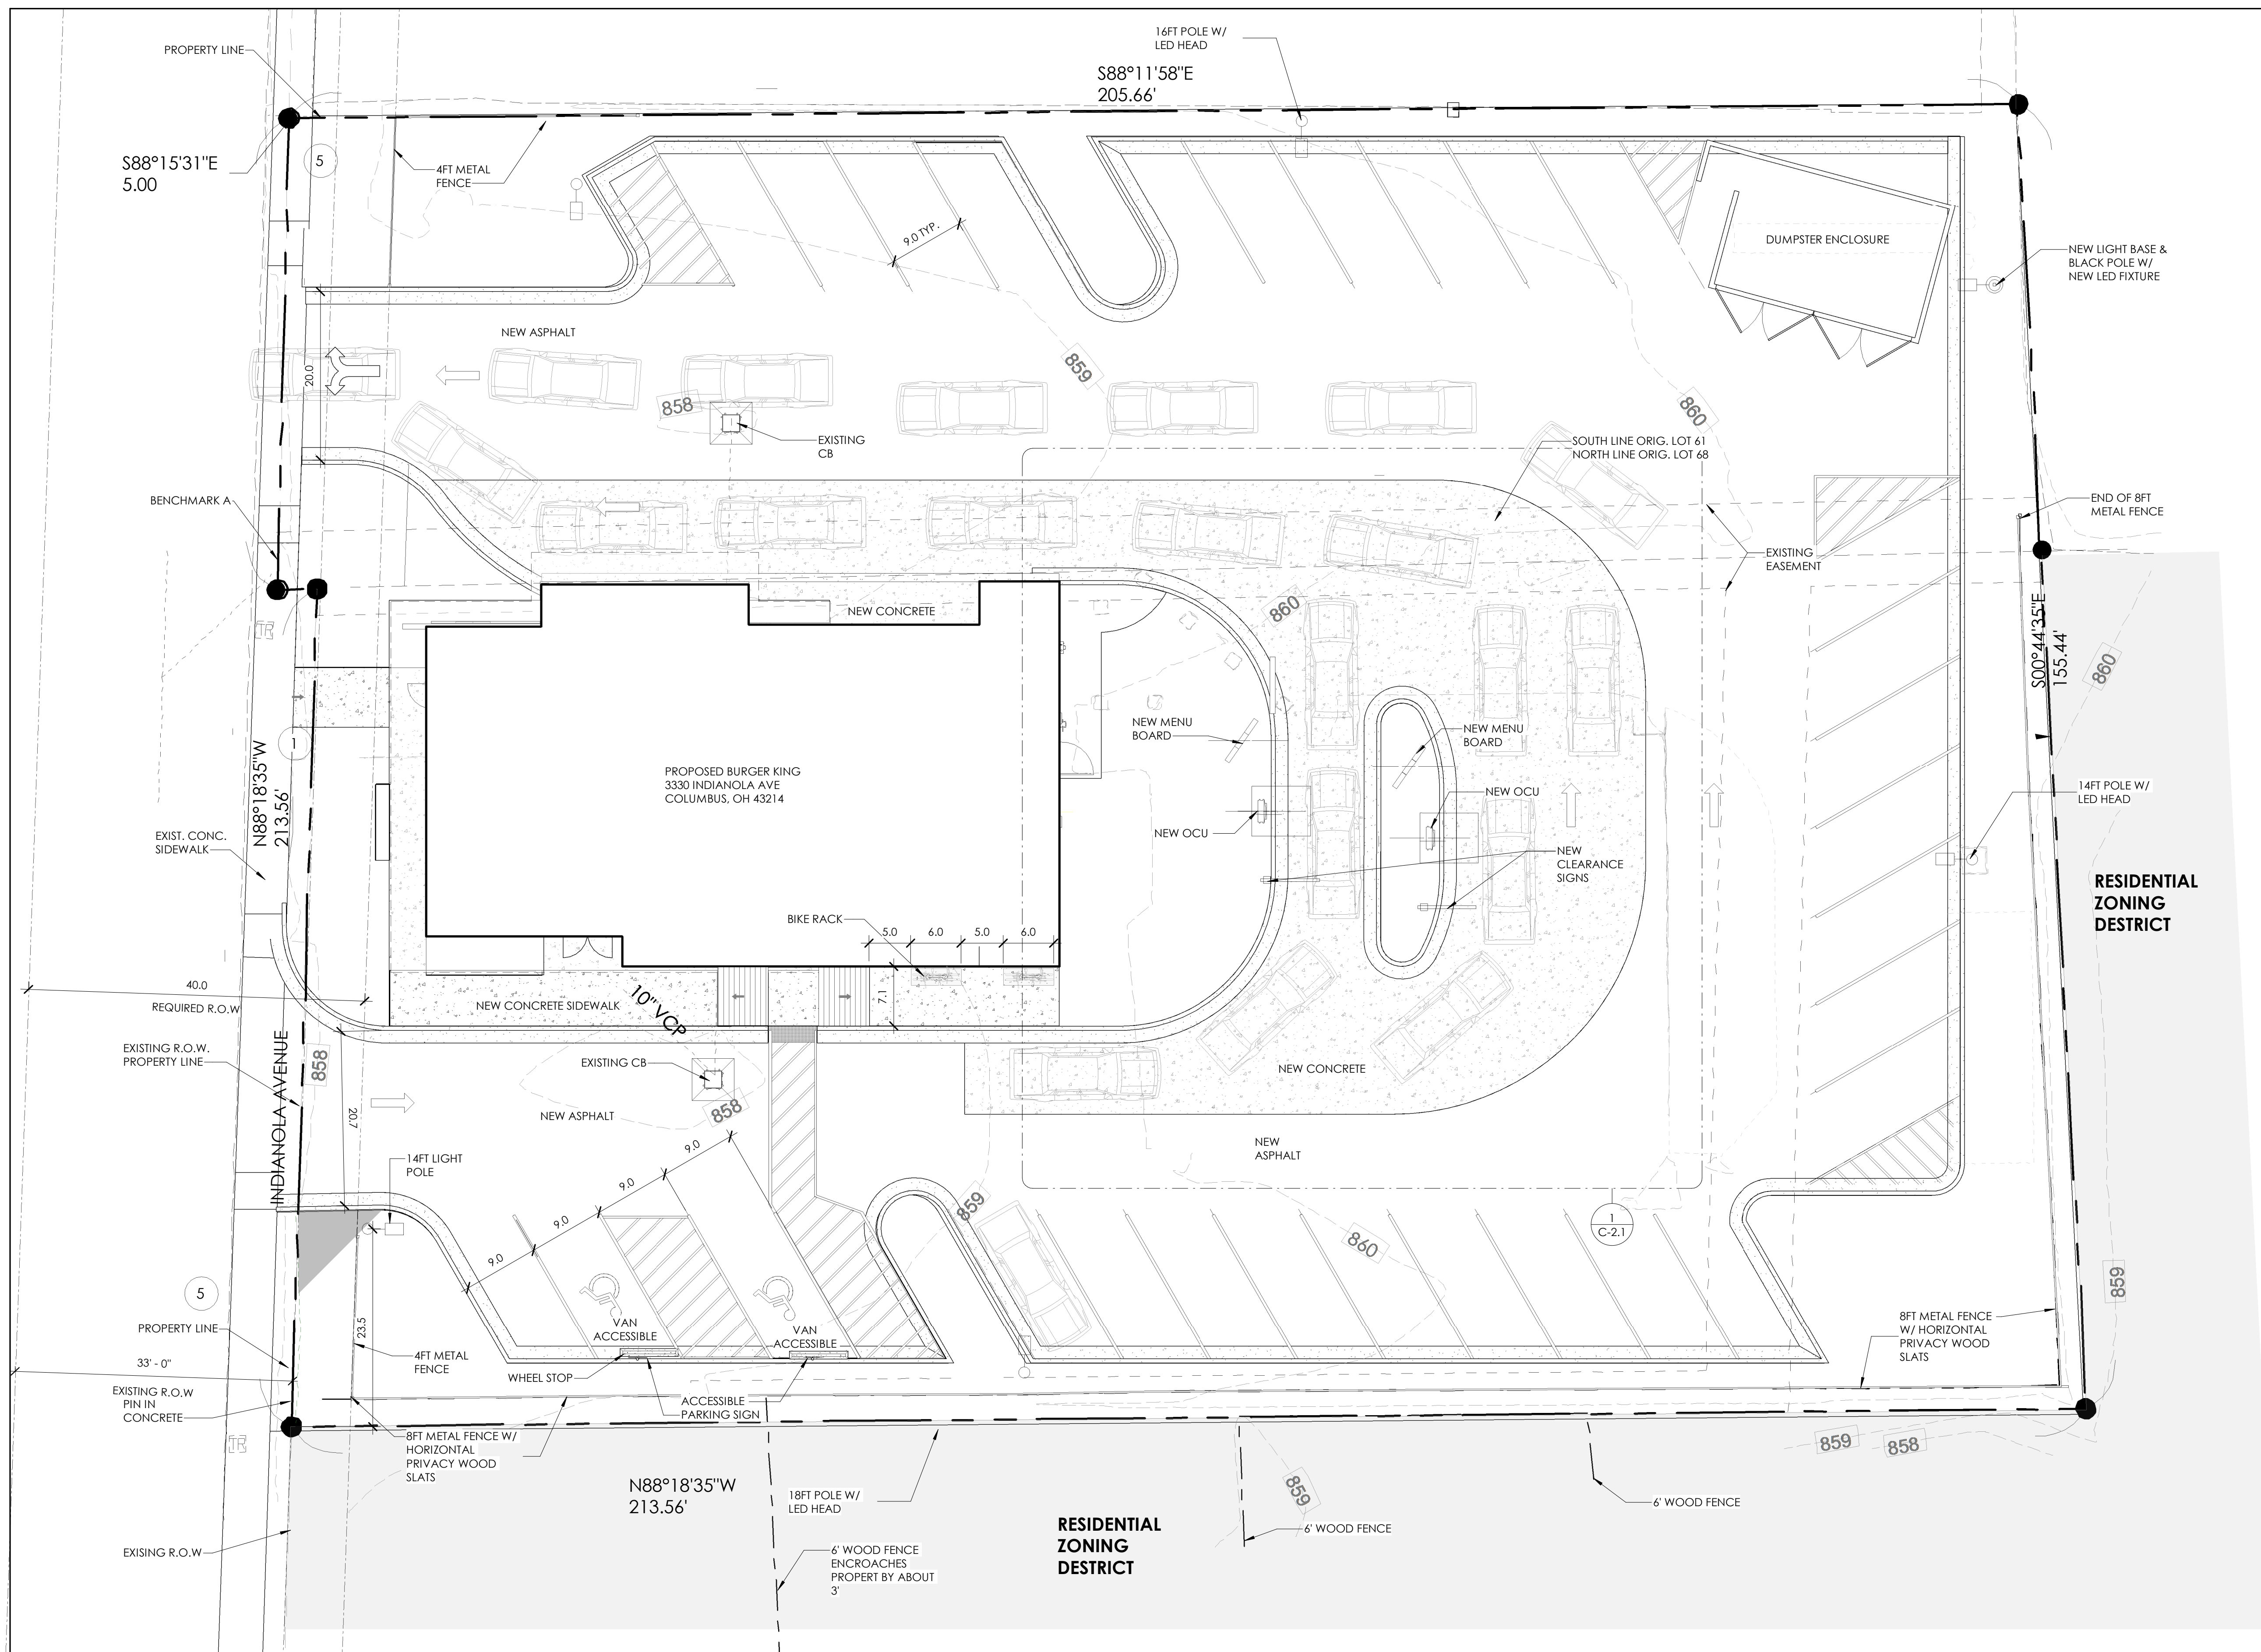 PROPERTY LINE
16FT POLE W/
LED HEAD
S88°11'58"E
205.66'
S88°15'31"E
5.00
5
4FT METAL
FENCE
9.0 TYP.
DUMPSTER ENCLOSURE
NEW LIGHT BASE &
BLACK POLE W/
NEW LED FIXTURE
NEW ASPHALT
20.0
858
859
860
EXISTING
CB
SOUTH LINE ORIG. LOT 61
NORTH LINE ORIG. LOT 68
BENCHMARK A
END OF 8FT
METAL FENCE
EXISTING
EASEMENT
NEW CONCRETE
860
TR
S00°44'35"E
155.44'
860
1
N88°18'35"W
213.56'
NEW MENU
BOARD
NEW MENU
BOARD
PROPOSED BURGER KING
3330 INDIANOLA AVE
COLUMBUS, OH 43214
NEW OCU
NEW OCU
14FT POLE W/
LED HEAD
EXIST. CONC.
SIDEWALK
NEW
CLEARANCE
SIGNS
RESIDENTIAL
ZONING
DESTRICT
BIKE RACK
5.0
6.0
5.0
6.0
7.1
40.0
REQUIRED R.O.W
NEW CONCRETE SIDEWALK
10" VCP
EXISTING R.O.W.
PROPERTY LINE
INDIANOLA AVENUE
858
EXISTING CB
NEW CONCRETE
NEW ASPHALT
858
20.7
NEW
ASPHALT
14FT LIGHT
POLE
9.0
9.0
9.0
9.0
859
860
1
C-2.1
5
PROPERTY LINE
23.5
33' - 0"
4FT METAL
FENCE
VAN
ACCESSIBLE
VAN
ACCESSIBLE
WHEEL STOP
ACCESSIBLE
PARKING SIGN
8FT METAL FENCE
W/ HORIZONTAL
PRIVACY WOOD
SLATS
859
EXISTING R.O.W
PIN IN
CONCRETE
TR
8FT METAL FENCE W/
HORIZONTAL
PRIVACY WOOD
SLATS
859
858
N88°18'35"W
213.56'
18FT POLE W/
LED HEAD
859
6' WOOD FENCE
6' WOOD FENCE
RESIDENTIAL
ZONING
DESTRICT
EXISING R.O.W
6' WOOD FENCE
ENCROACHES
PROPERT BY ABOUT
3'